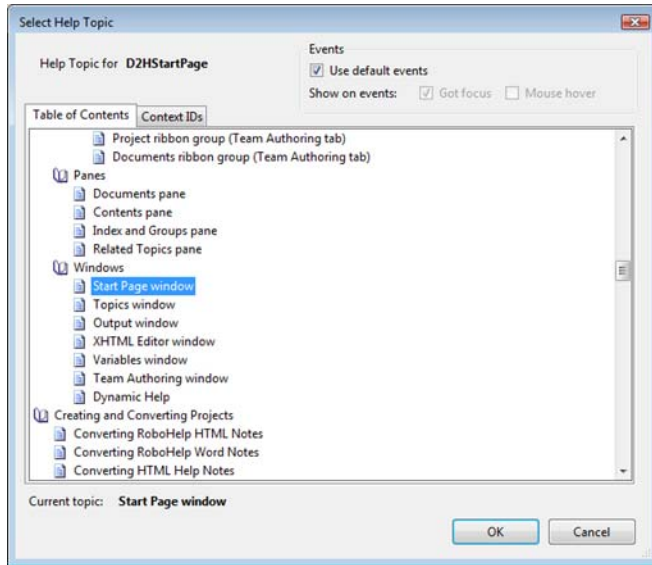 Select Help Topic
Help Topic for D2HStartPage
Events
Use default events
Show on events: Got focus Mouse hover
Table of Contents Context IDs
Project ribbon group (Team Authoring tab)
Documents ribbon group (Team Authoring tab)
Panes
Documents pane
Contents pane
Index and Groups pane
Related Topics pane
Windows
Start Page window
Topics window
Output window
XHTML Editor window
Variables window
Team Authoring window
Dynamic Help
Creating and Converting Projects
Converting RoboHelp HTML Notes
Converting RoboHelp Word Notes
Converting HTML Help Notes
Current topic: Start Page window
OK Cancel